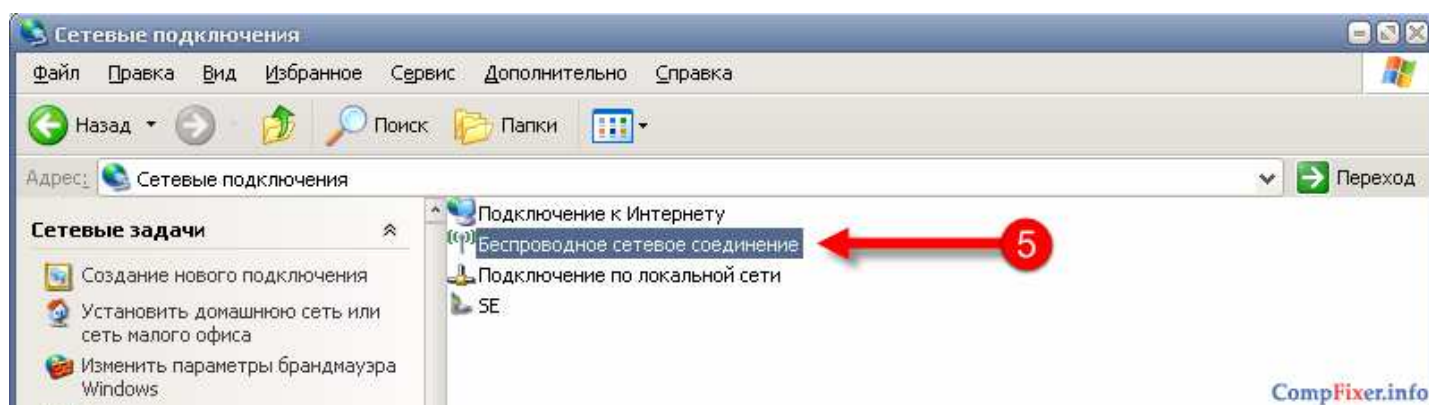 Сетевые подключения
Файл Правка Вид Избранное Сервис Дополнительно Справка
Назад Поиск Папки
Адрес: Сетевые подключения Переход
Сетевые задачи
Создание нового подключения
Установить домашнюю сеть или
сеть малого офиса
Изменить параметры брандмауэра
Windows
Подключение к Интернету
Беспроводное сетевое соединение
5
Подключение по локальной сети
SE
CompFixer.info